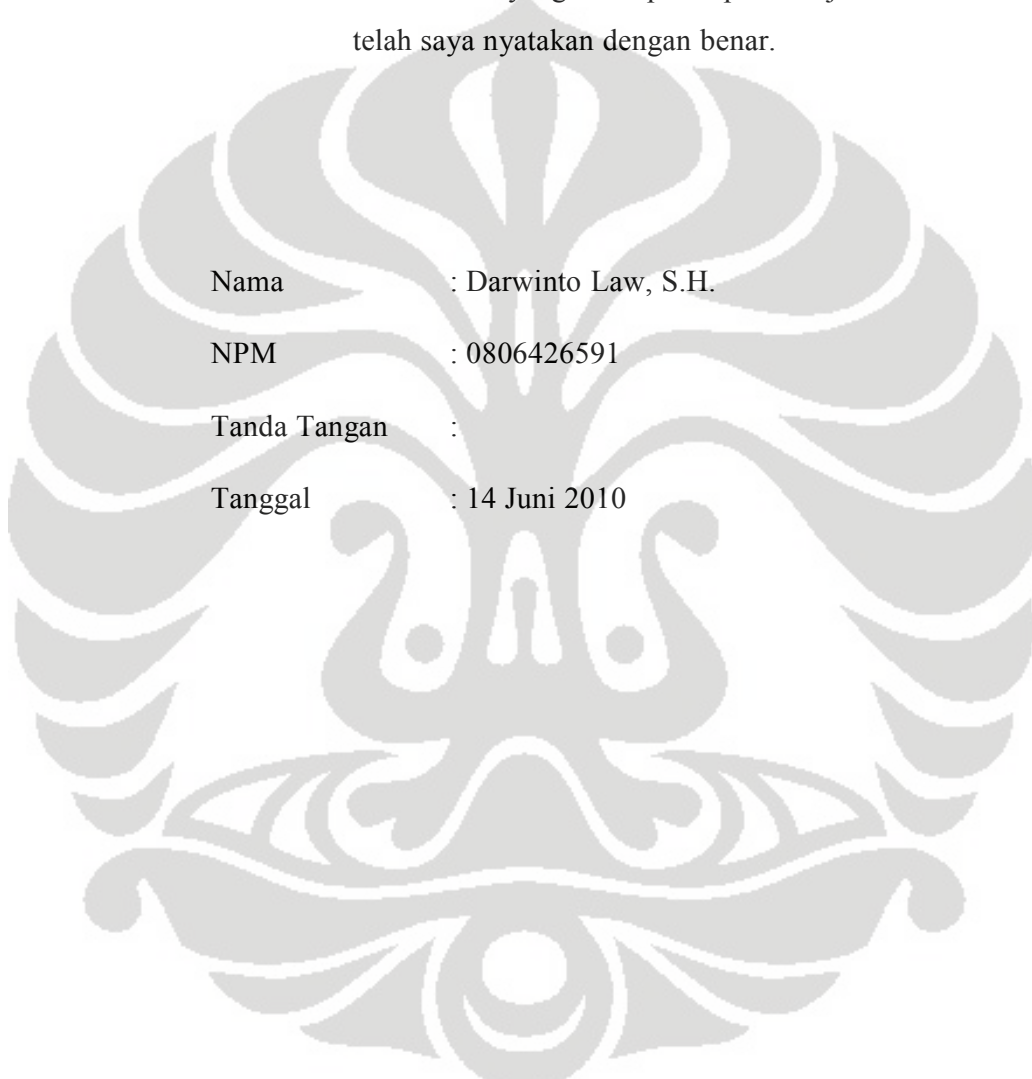 telah saya nyatakan dengan benar.
Nama : Darwinto Law, S.H.
NPM : 0806426591
Tanda Tangan :
Tanggal : 14 Juni 2010